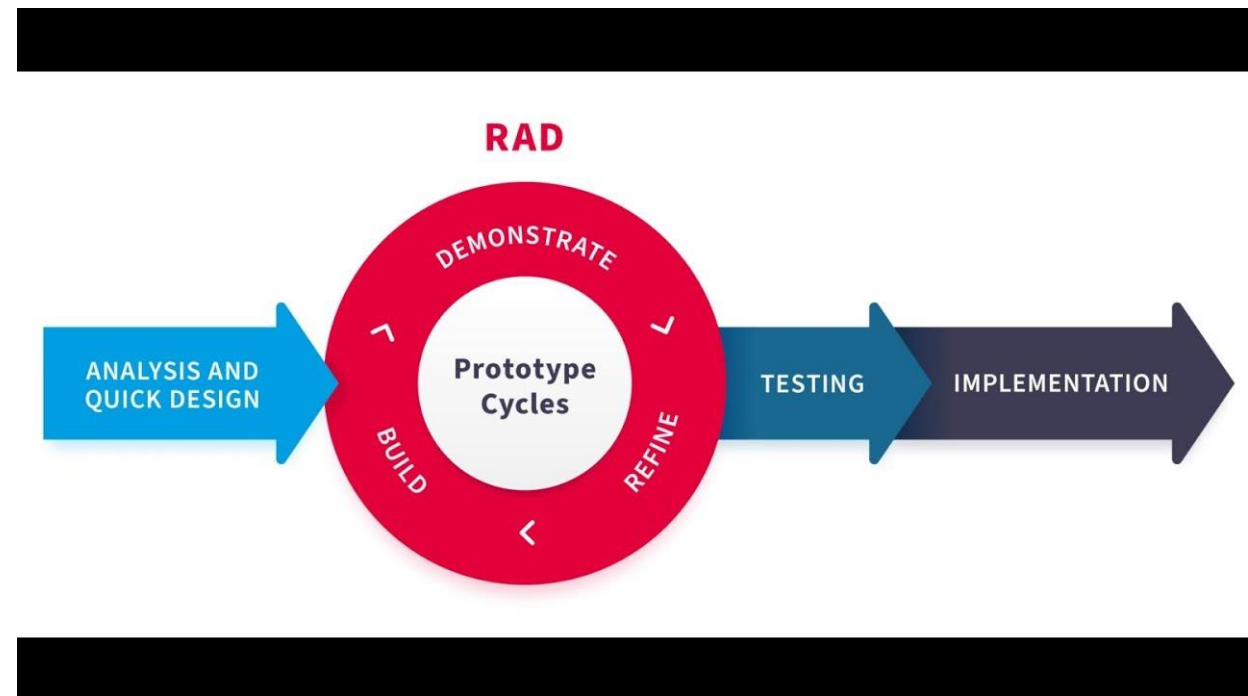 RAD
ANALYSIS AND
QUICK DESIGN
DEMONSTRATE
Prototype
Cycles
BUILD
REFINE
TESTING
IMPLEMENTATION